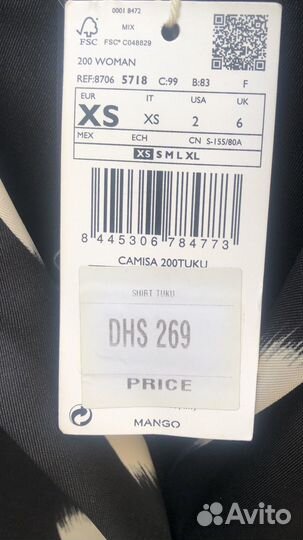 0001 8472
MIX
FSC
FSC® C048829
200 WOMAN
REF:8706 5718 C:99 B:83 F
EUR IT USA UK
XS XS 2 6
MEX ECH CN S-155/80A
XS S M L XL
8 445306 784773
CAMISA 200TUKU
SHIRT TUKU
DHS 269
PRICE
MANGO
Avito